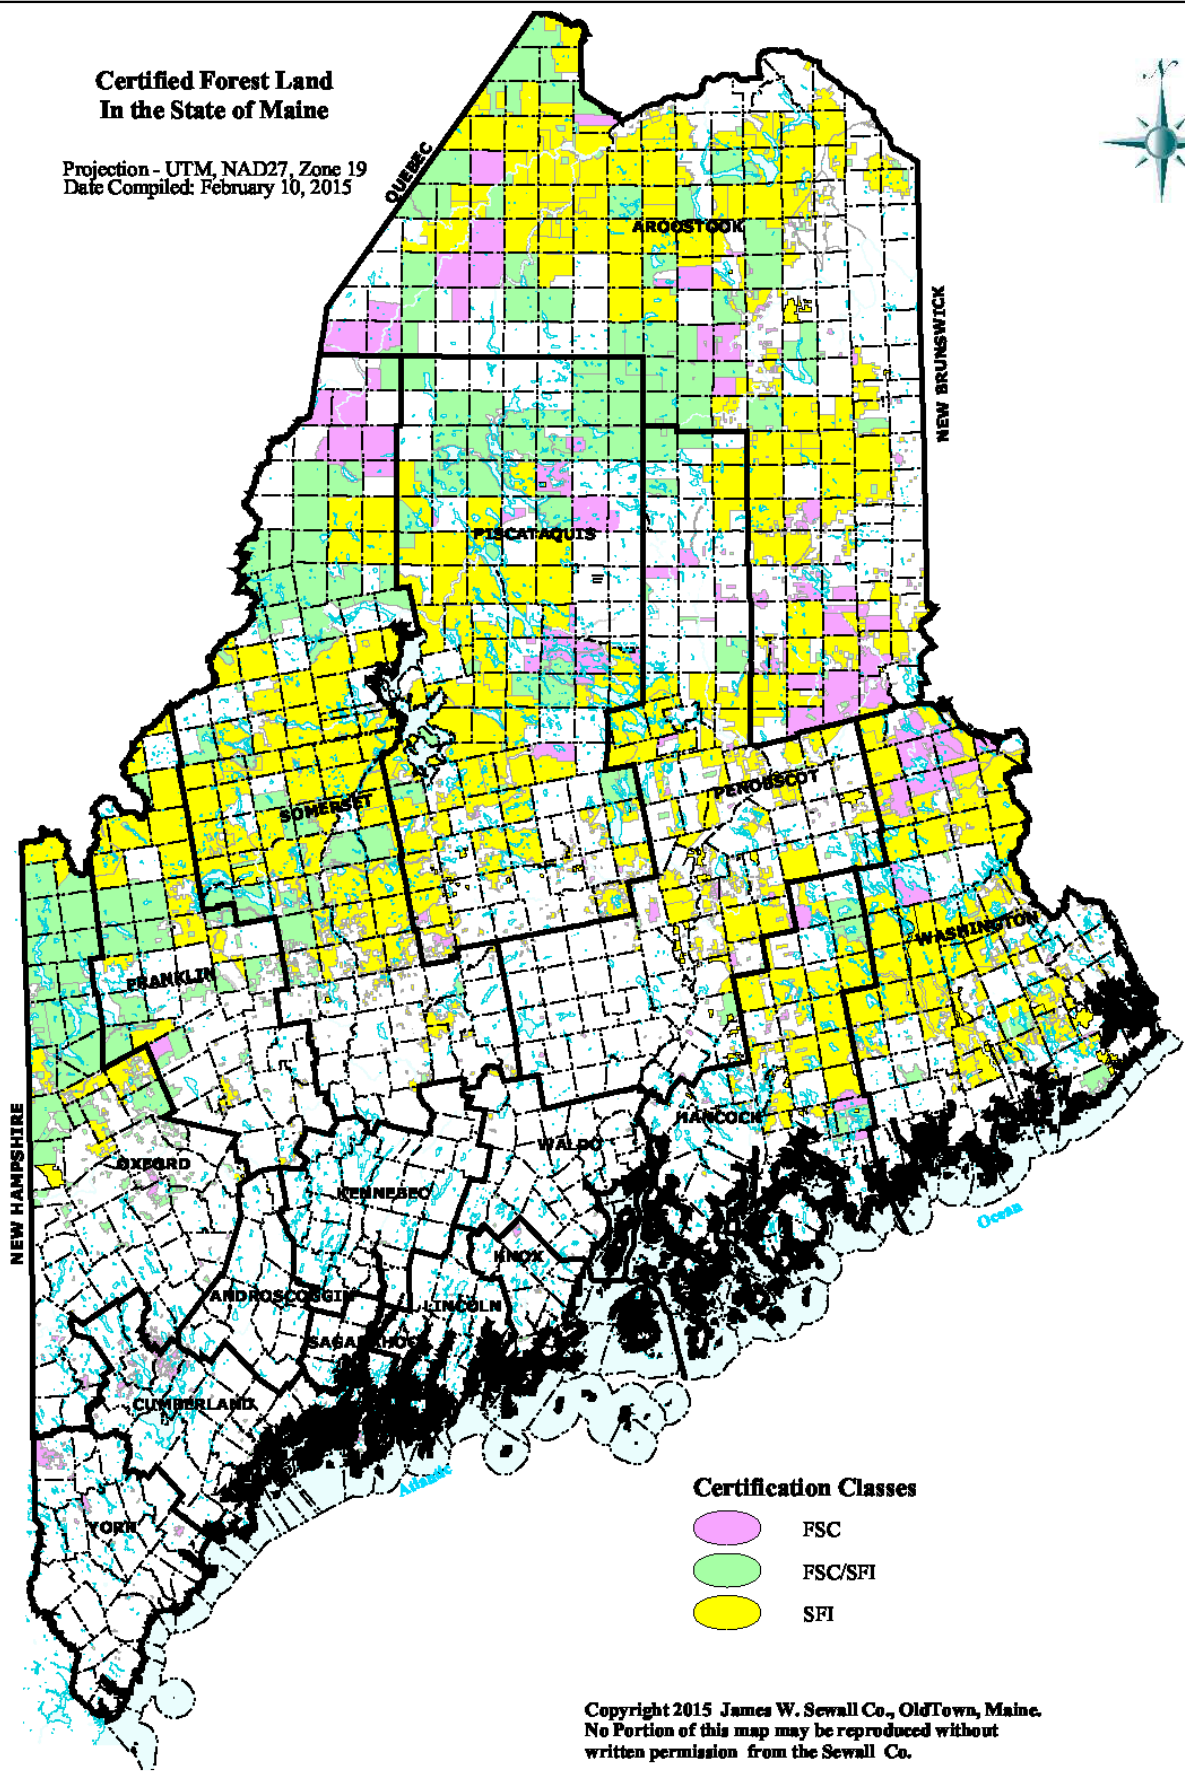 Certified Forest Land
In the State of Maine
Projection - UTM, NAD27, Zone 19
Date Compiled: February 10, 2015
N
QUEBEC
AROOSTOOK
NEW BRUNSWICK
PISCATAQUIS
PENOBSCOT
SOMERSET
WASHINGTON
FRANKLIN
HANCOCK
WALDO
OXFORD
KENNEBEC
NEW HAMPSHIRE
KNOX
Ocean
ANDROSCOGGIN
LINCOLN
CUMBERLAND
Atlantic
YORK
Certification Classes
FSC
FSC/SFI
SFI
Copyright 2015 James W. Sewall Co., OldTown, Maine.
No Portion of this map may be reproduced without
written permission from the Sewall Co.